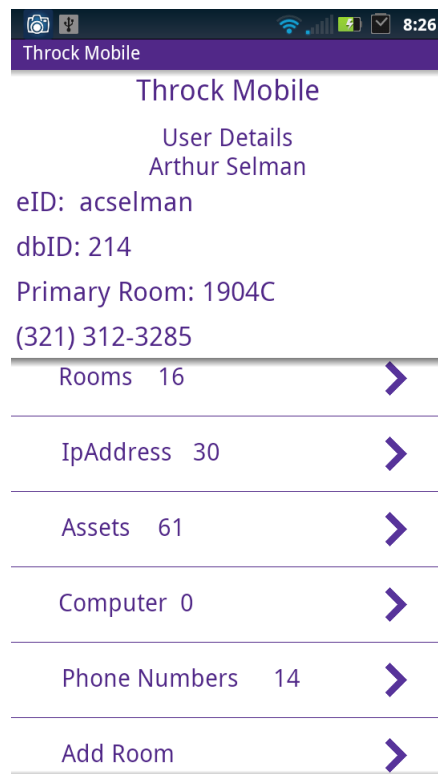 8:26
Throck Mobile
Throck Mobile
User Details
Arthur Selman
eID: acselman
dbID: 214
Primary Room: 1904C
(321) 312-3285
Rooms 16
IpAddress 30
Assets 61
Computer 0
Phone Numbers 14
Add Room